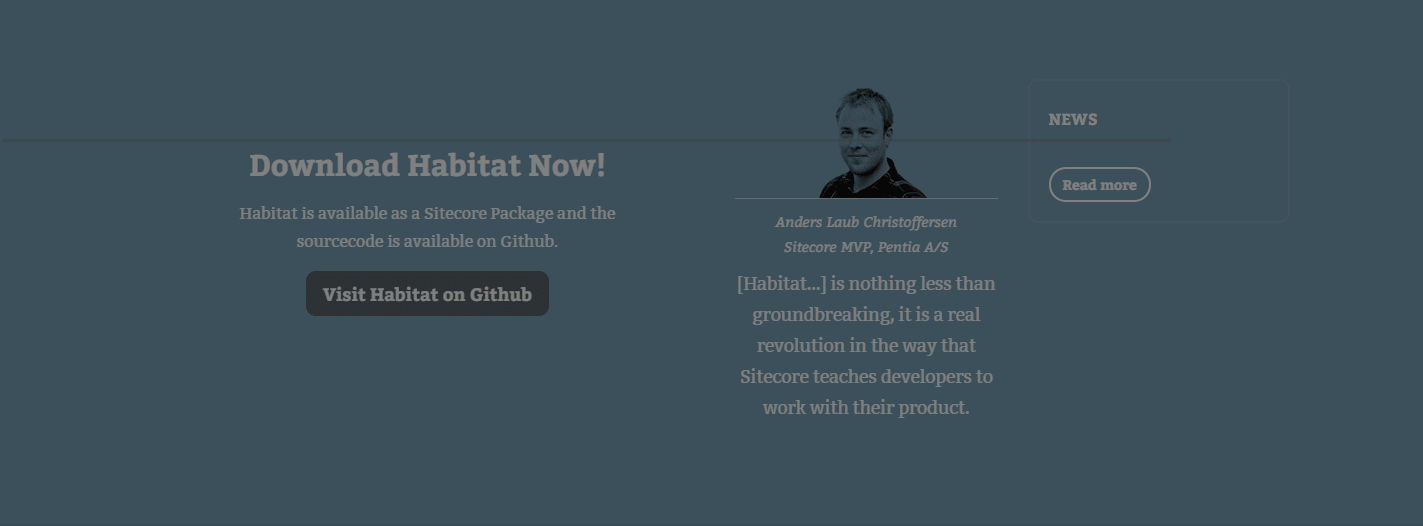 Download Habitat Now!
Habitat is available as a Sitecore Package and the
sourcecode is available on Github.
Visit Habitat on Github
Anders Laub Christoffersen
Sitecore MVP, Pentia A/S
[Habitat...] is nothing less than
groundbreaking, it is a real
revolution in the way that
Sitecore teaches developers to
work with their product.
NEWS
Read more